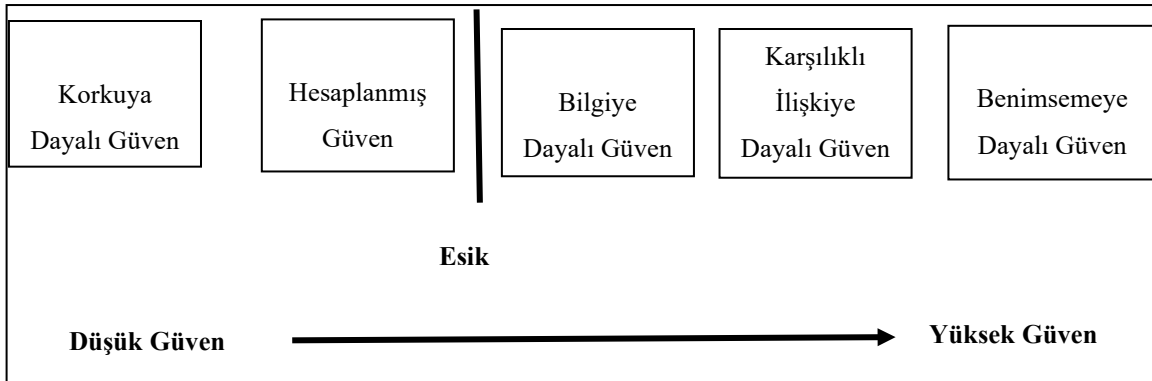 Korkuya
Dayalı Güven
Hesaplanmış
Güven
Bilgiye
Dayalı Güven
Karşılıklı
İlişkiye
Dayalı Güven
Benimsemeye
Dayalı Güven
Esik
Düşük Güven
Yüksek Güven